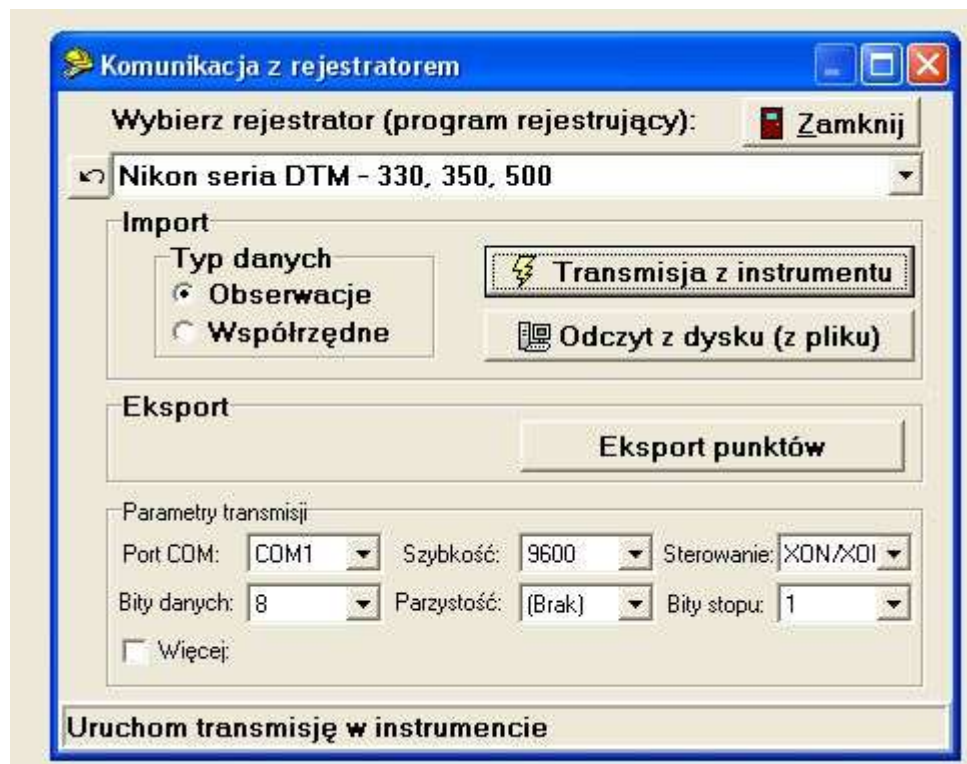 Komunikacja z rejestratorem
Wybierz rejestrator (program rejestrujący): Zamknij
Nikon seria DTM - 330, 350, 500
Import
Typ danych
Obserwacje
Współrzędne
Transmisja z instrumentu
Odczyt z dysku (z pliku)
Eksport
Eksport punktów
Parametry transmisji
Port COM: COM1 Szybkość: 9600 Sterowanie: XON/XOI
Bity danych: 8 Parzystość: (Brak) Bity stopu: 1
Więcej:
Uruchom transmisję w instrumencie